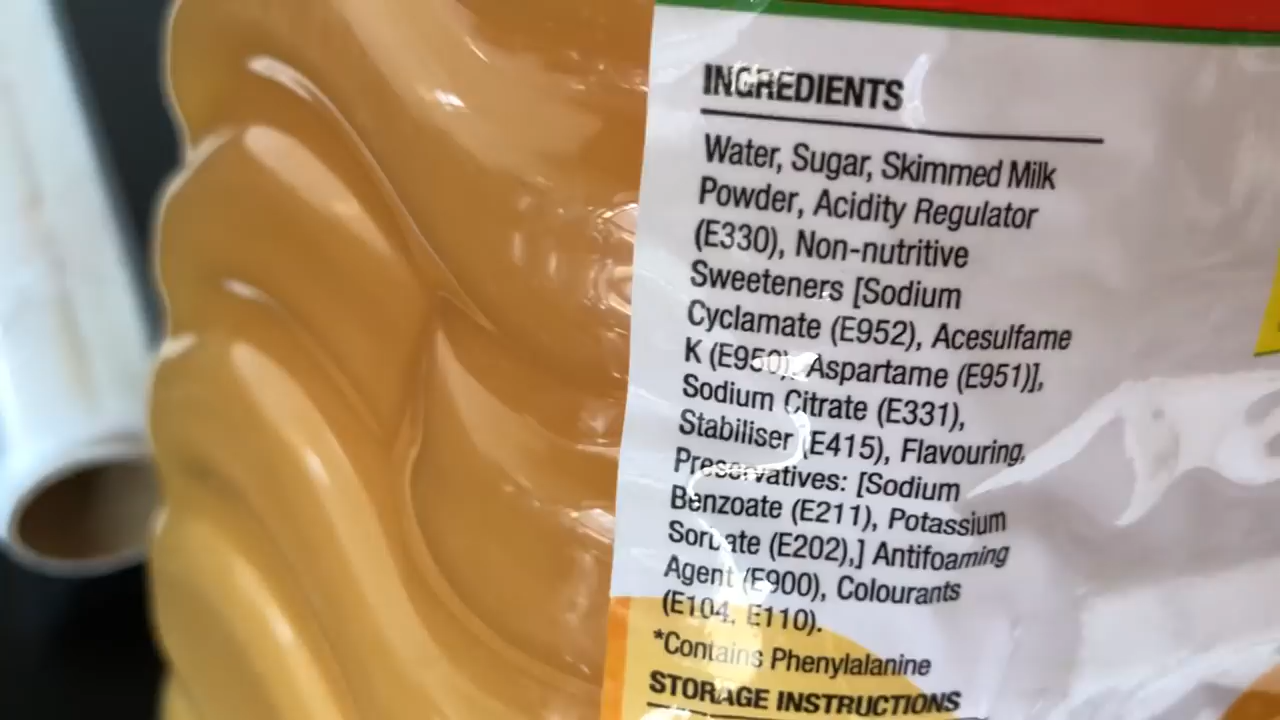 INGREDIENTS
Water, Sugar, Skimmed Milk
Powder, Acidity Regulator
(E330), Non-nutritive
Sweeteners [Sodium
Cyclamate (E952), Acesulfame
K (E950), Aspartame (E951)],
Sodium Citrate (E331),
Stabiliser (E415), Flavouring,
Preservatives: [Sodium
Benzoate (E211), Potassium
Sorbate (E202),] Antifoaming
Agent (E900), Colourants
(E104, E110).
*Contains Phenylalanine
STORAGE INSTRUCTIONS